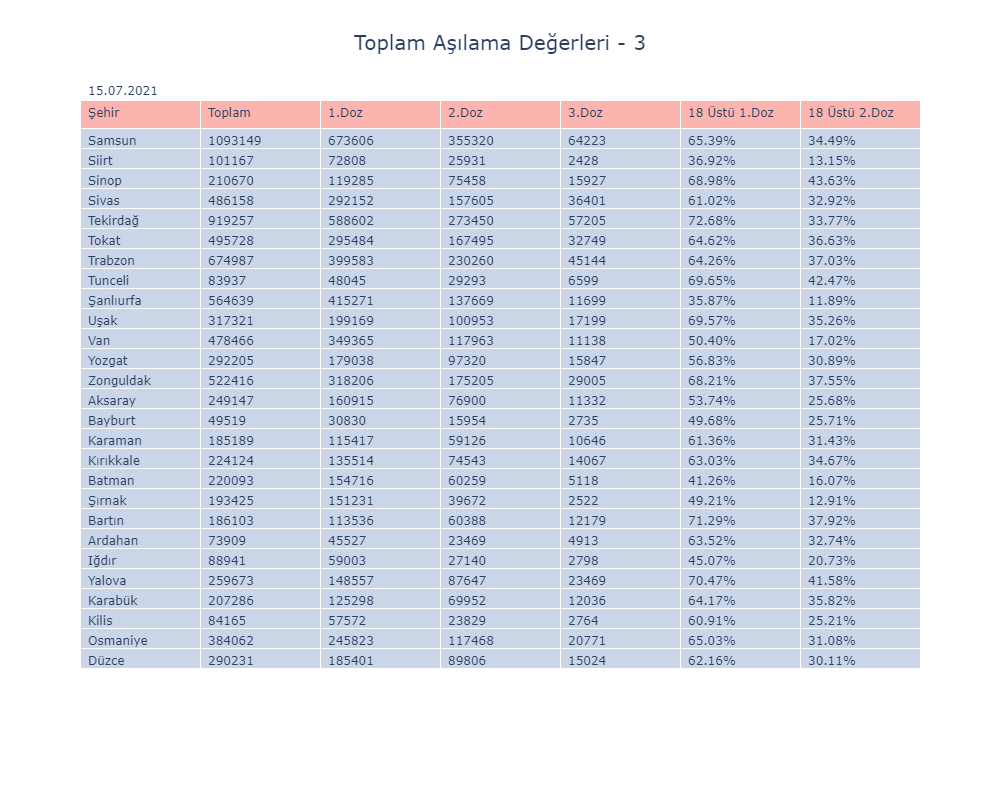 Toplam Aşılama Değerleri - 3
15.07.2021
Şehir Toplam 1.Doz 2.Doz 3.Doz 18 Üstü 1.Doz 18 Üstü 2.Doz
Samsun 1093149 673606 355320 64223 65.39% 34.49%
Siirt 101167 72808 25931 2428 36.92% 13.15%
Sinop 210670 119285 75458 15927 68.98% 43.63%
Sivas 486158 292152 157605 36401 61.02% 32.92%
Tekirdağ 919257 588602 273450 57205 72.68% 33.77%
Tokat 495728 295484 167495 32749 64.62% 36.63%
Trabzon 674987 399583 230260 45144 64.26% 37.03%
Tunceli 83937 48045 29293 6599 69.65% 42.47%
Şanlıurfa 564639 415271 137669 11699 35.87% 11.89%
Uşak 317321 199169 100953 17199 69.57% 35.26%
Van 478466 349365 117963 11138 50.40% 17.02%
Yozgat 292205 179038 97320 15847 56.83% 30.89%
Zonguldak 522416 318206 175205 29005 68.21% 37.55%
Aksaray 249147 160915 76900 11332 53.74% 25.68%
Bayburt 49519 30830 15954 2735 49.68% 25.71%
Karaman 185189 115417 59126 10646 61.36% 31.43%
Kırıkkale 224124 135514 74543 14067 63.03% 34.67%
Batman 220093 154716 60259 5118 41.26% 16.07%
Şırnak 193425 151231 39672 2522 49.21% 12.91%
Bartın 186103 113536 60388 12179 71.29% 37.92%
Ardahan 73909 45527 23469 4913 63.52% 32.74%
Iğdır 88941 59003 27140 2798 45.07% 20.73%
Yalova 259673 148557 87647 23469 70.47% 41.58%
Karabük 207286 125298 69952 12036 64.17% 35.82%
Kilis 84165 57572 23829 2764 60.91% 25.21%
Osmaniye 384062 245823 117468 20771 65.03% 31.08%
Düzce 290231 185401 89806 15024 62.16% 30.11%